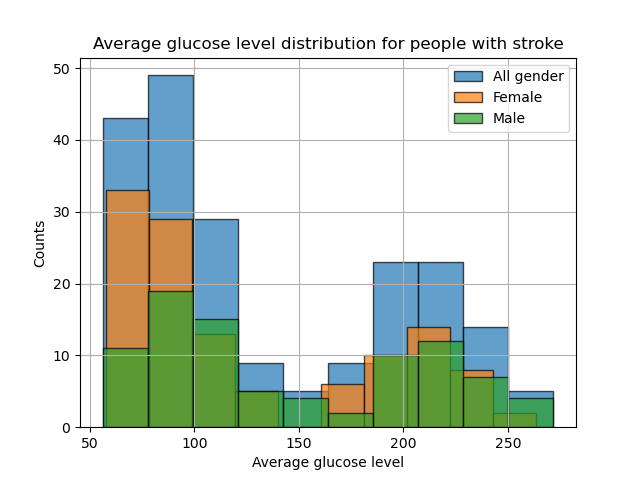 Average glucose level distribution for people with stroke
All gender
Female
Male
50
40
30
20
10
0
Counts
50 100 150 200 250
Average glucose level